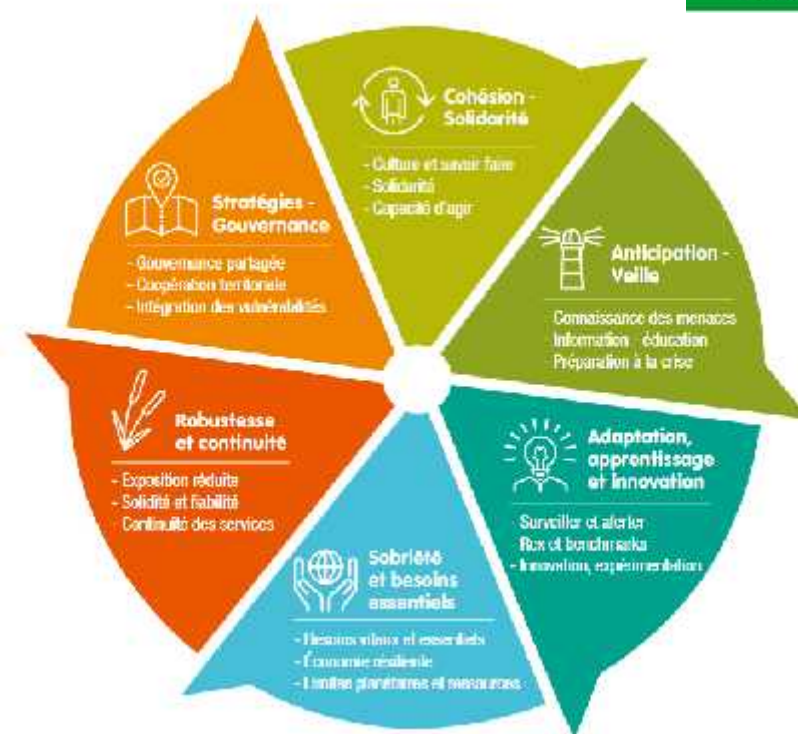 Cohésion -
Solidarité
- Culture et savoir faire
- Solidarité
- Capacité d'agir
Anticipation -
Veille
Connaissance des menaces
Information - éducation
Préparation à la crise
Adaptation,
apprentissage
et innovation
Surveiller et alerter
Rex et benchmarks
- Innovation, expérimentation
Sobriété
et besoins
essentiels
- Besoins vitaux et essentiels
- Économie résiliente
- Limites planétaires et ressources
Robustesse
et continuité
- Exposition réduite
- Solidité et fiabilité
- Continuité des services
Stratégies -
Gouvernance
- Gouvernance partagée
- Coopération territoriale
- Intégration des vulnérabilités